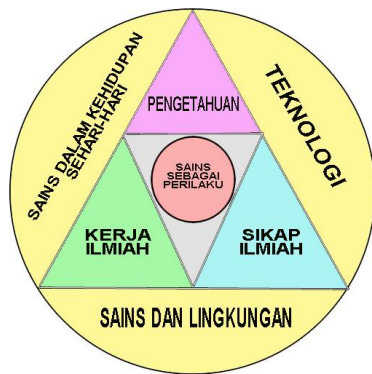 SAINS DALAM KEHIDUPAN
SEHARI-HARI
TEKNOLOGI
PENGETAHUAN
SAINS
SEBAGAI
PERILAKU
KERJA
ILMIAH
SIKAP
ILMIAH
SAINS DAN LINGKUNGAN